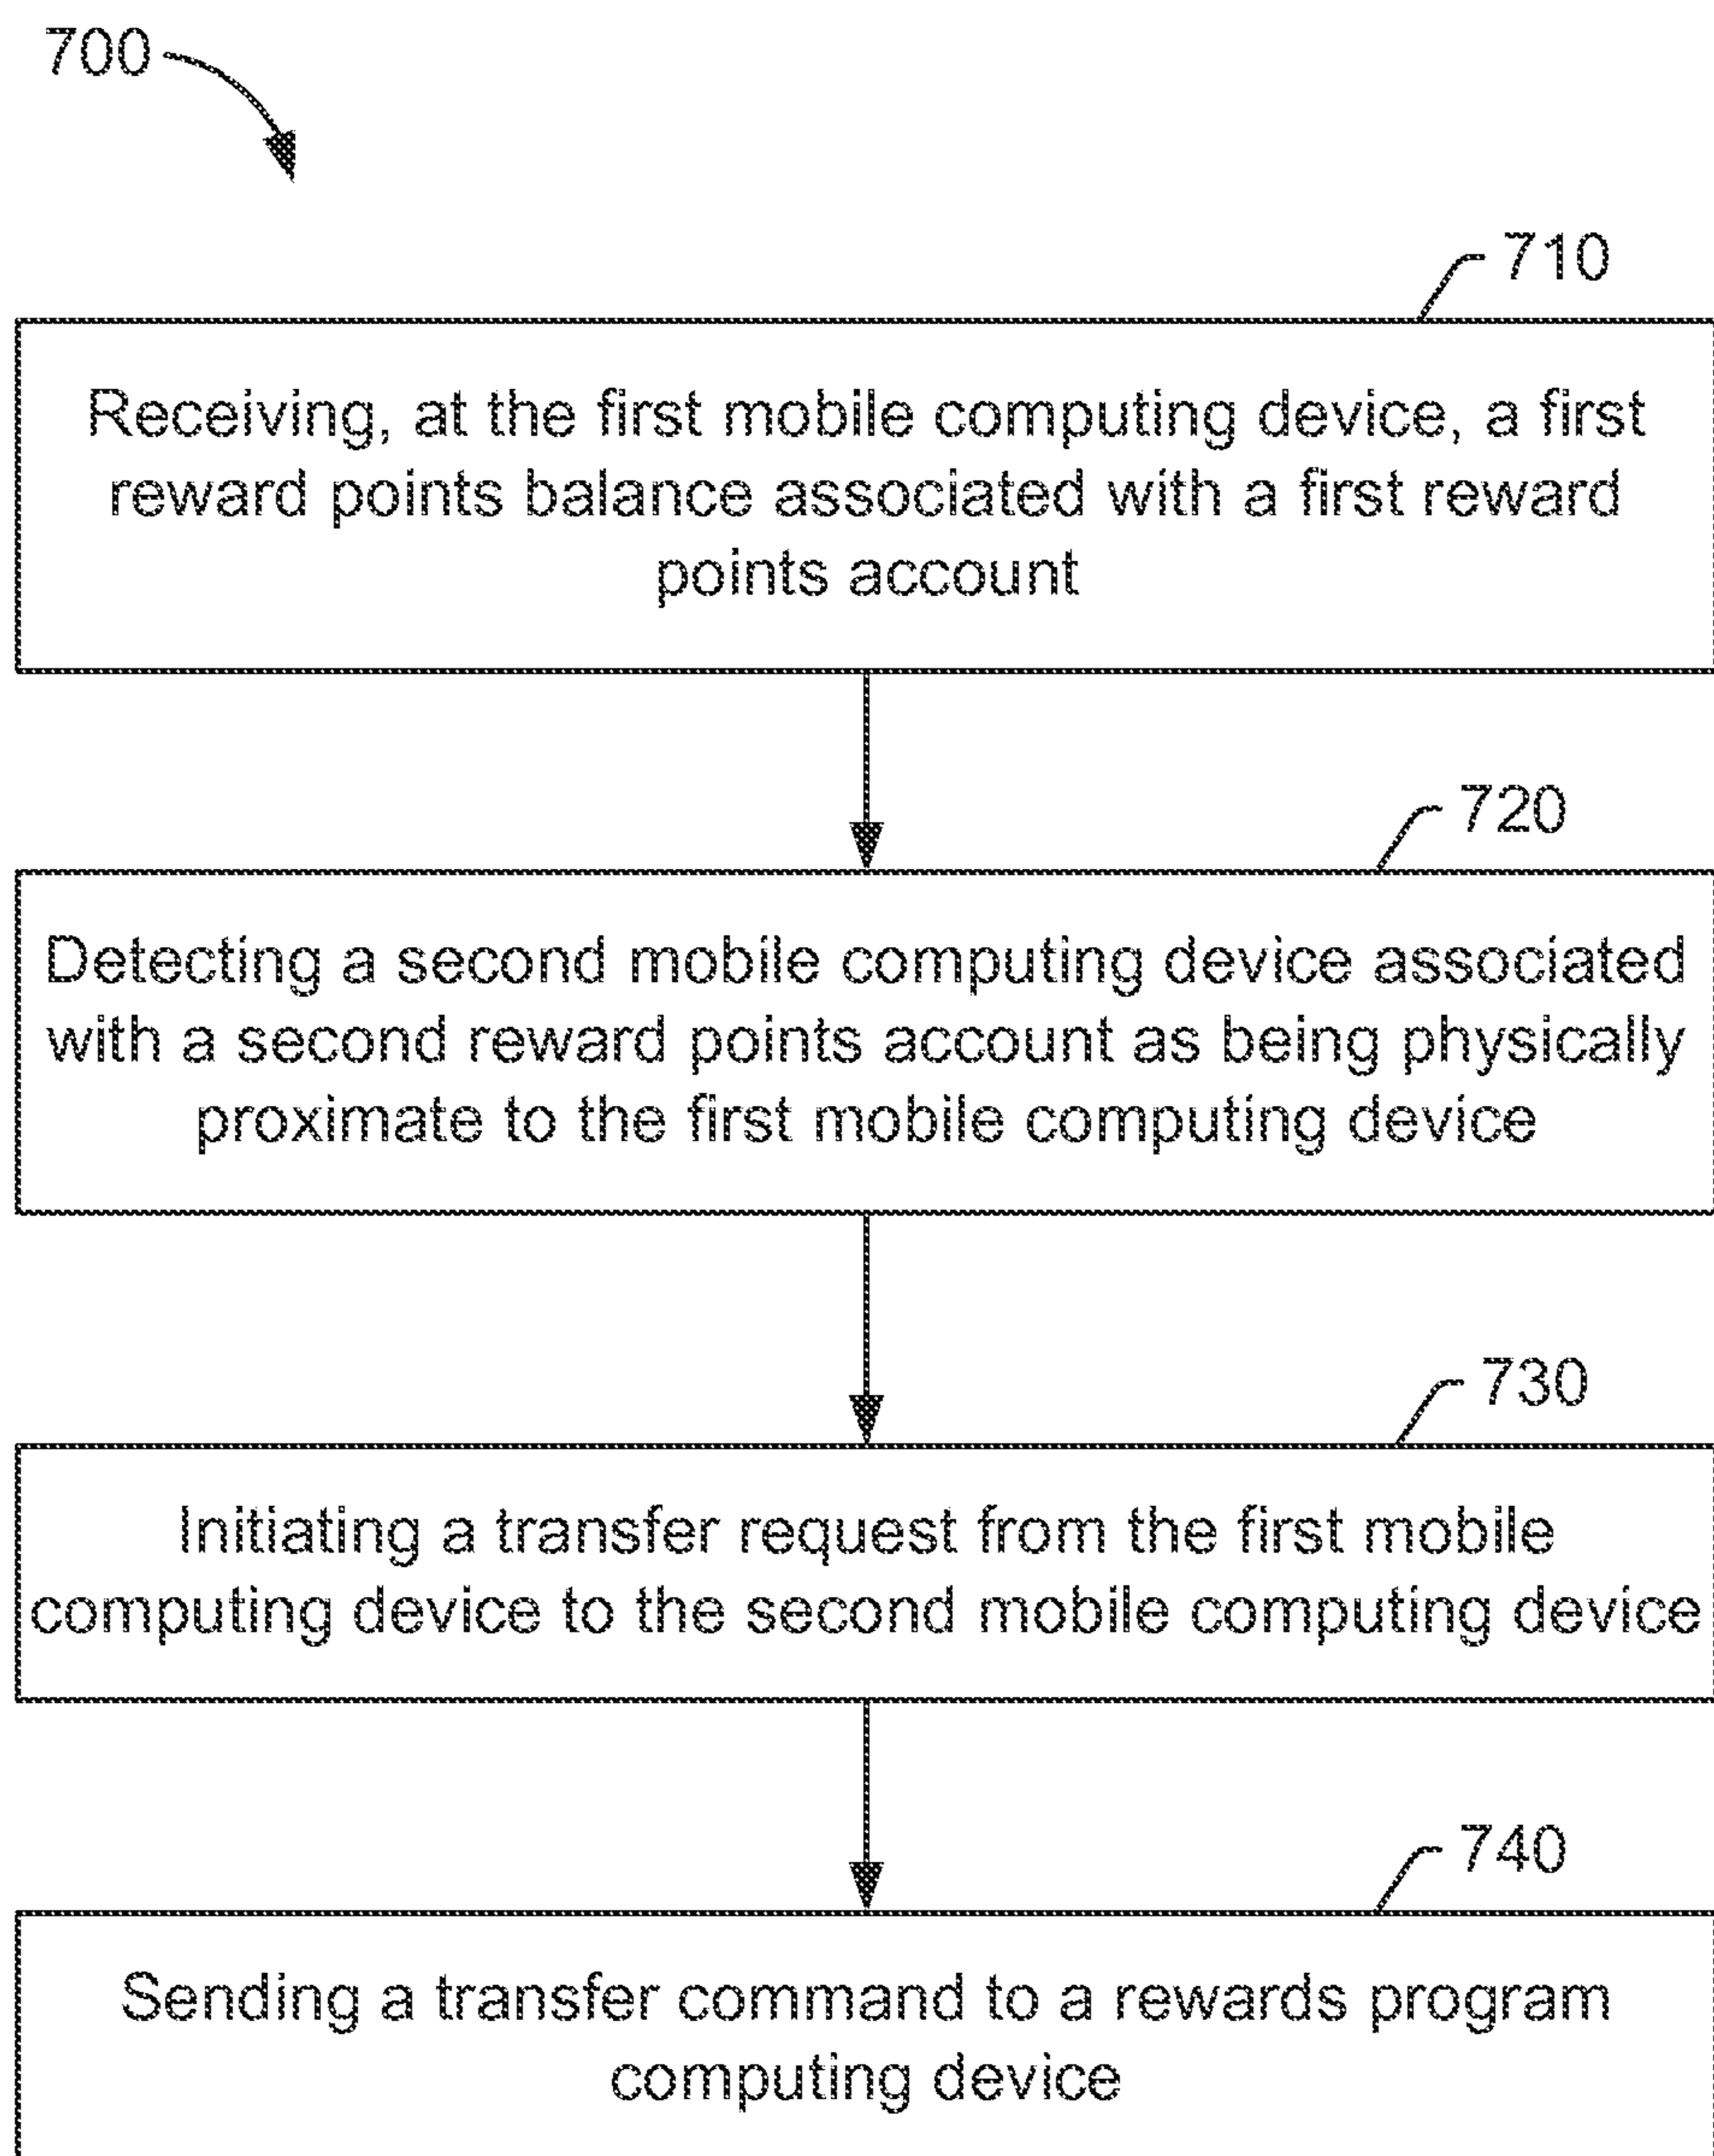 700
710
Receiving, at the first mobile computing device, a first
reward points balance associated with a first reward
points account
720
Detecting a second mobile computing device associated
with a second reward points account as being physically
proximate to the first mobile computing device
730
Initiating a transfer request from the first mobile
computing device to the second mobile computing device
740
Sending a transfer command to a rewards program
computing device